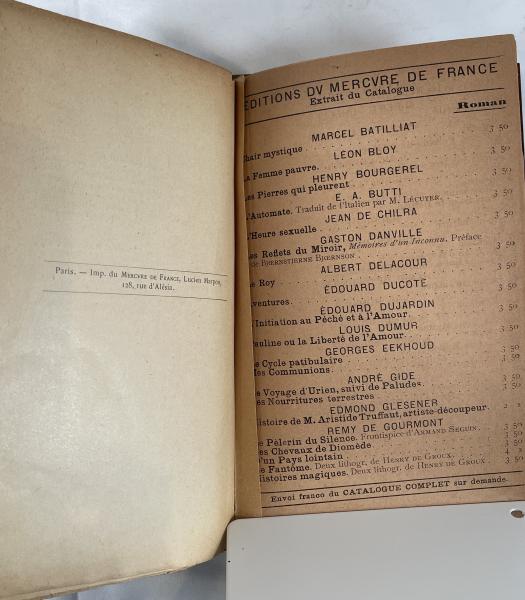 Paris. — Imp. du MERCVRE DE FRANCE, Lucien Marpon,
128, rue d'Alésia.
ÉDITIONS DV MERCVRE DE FRANCE
Extrait du Catalogue
Roman
MARCEL BATILLIAT
Chair mystique . . . . 3 50
LÉON BLOY
La Femme pauvre. . . . 3 50
HENRY BOURGEREL
Les Pierres qui pleurent . . . . 3 50
E. A. BUTTI
L'Automate. Traduit de l'Italien par M. LÉCUYER. . . . 3 50
JEAN DE CHILRA
L'Heure sexuelle . . . . 3 50
GASTON DANVILLE
Les Reflets du Miroir, Mémoires d'un Inconnu. Préface
de BJŒRNSTIERNE BJŒRNSON . . . . 3 50
ALBERT DELACOUR
Le Roy . . . . 3 50
ÉDOUARD DUCOTÉ
Aventures. . . . 3 50
ÉDOUARD DUJARDIN
L'Initiation au Péché et à l'Amour. . . . 3 50
LOUIS DUMUR
Pauline ou la Liberté de l'Amour. . . . 3 50
GEORGES EEKHOUD
Le Cycle patibulaire . . . . 3 50
Mes Communions. . . . 3 50
ANDRÉ GIDE
Le Voyage d'Urien, suivi de Paludes. . . . 3 50
Les Nourritures terrestres . . . . 3 50
EDMOND GLESENER
Histoire de M. Aristide Truffaut, artiste-découpeur.
REMY DE GOURMONT
Le Pèlerin du Silence. Frontispice d'ARMAND SEGUIN. . . . 3 50
Les Chevaux de Diomède. . . . 3 50
D'un Pays lointain . . . . 3 50
Le Fantôme. Deux lithogr. de HENRY DE GROUX. . . . 4
Histoires magiques. Deux lithogr. de HENRY DE GROUX . . . 3 50
Envoi franco du CATALOGUE COMPLET sur demande.